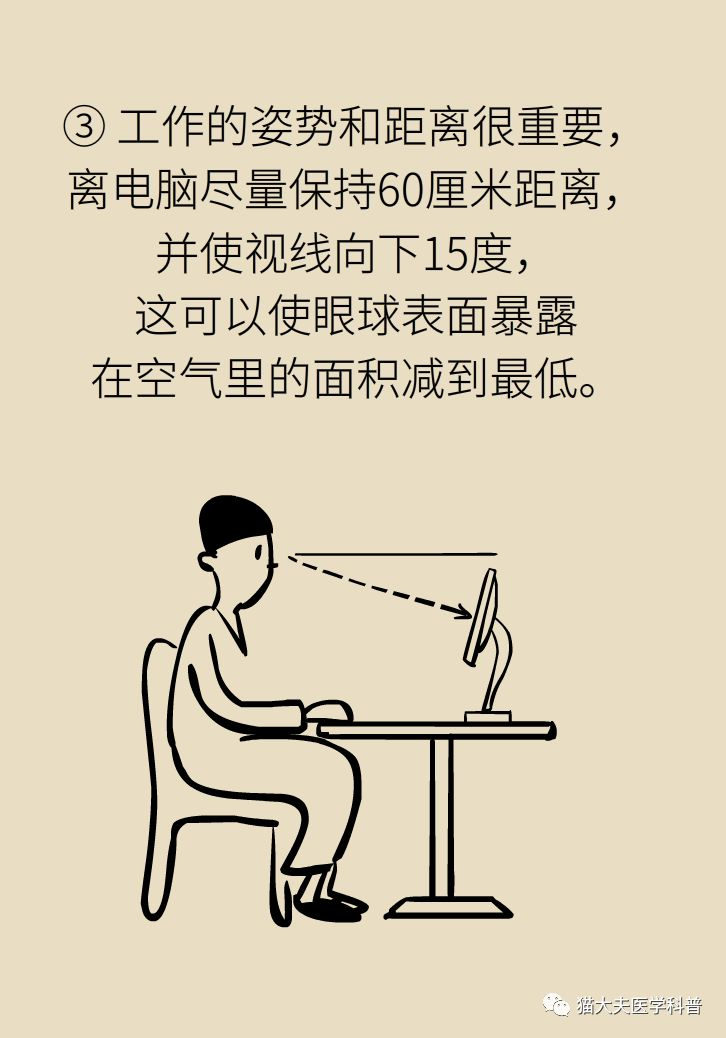 ③ 工作的姿势和距离很重要，
离电脑尽量保持60厘米距离，
并使视线向下15度，
这可以使眼球表面暴露
在空气里的面积减到最低。
猫大夫医学科普